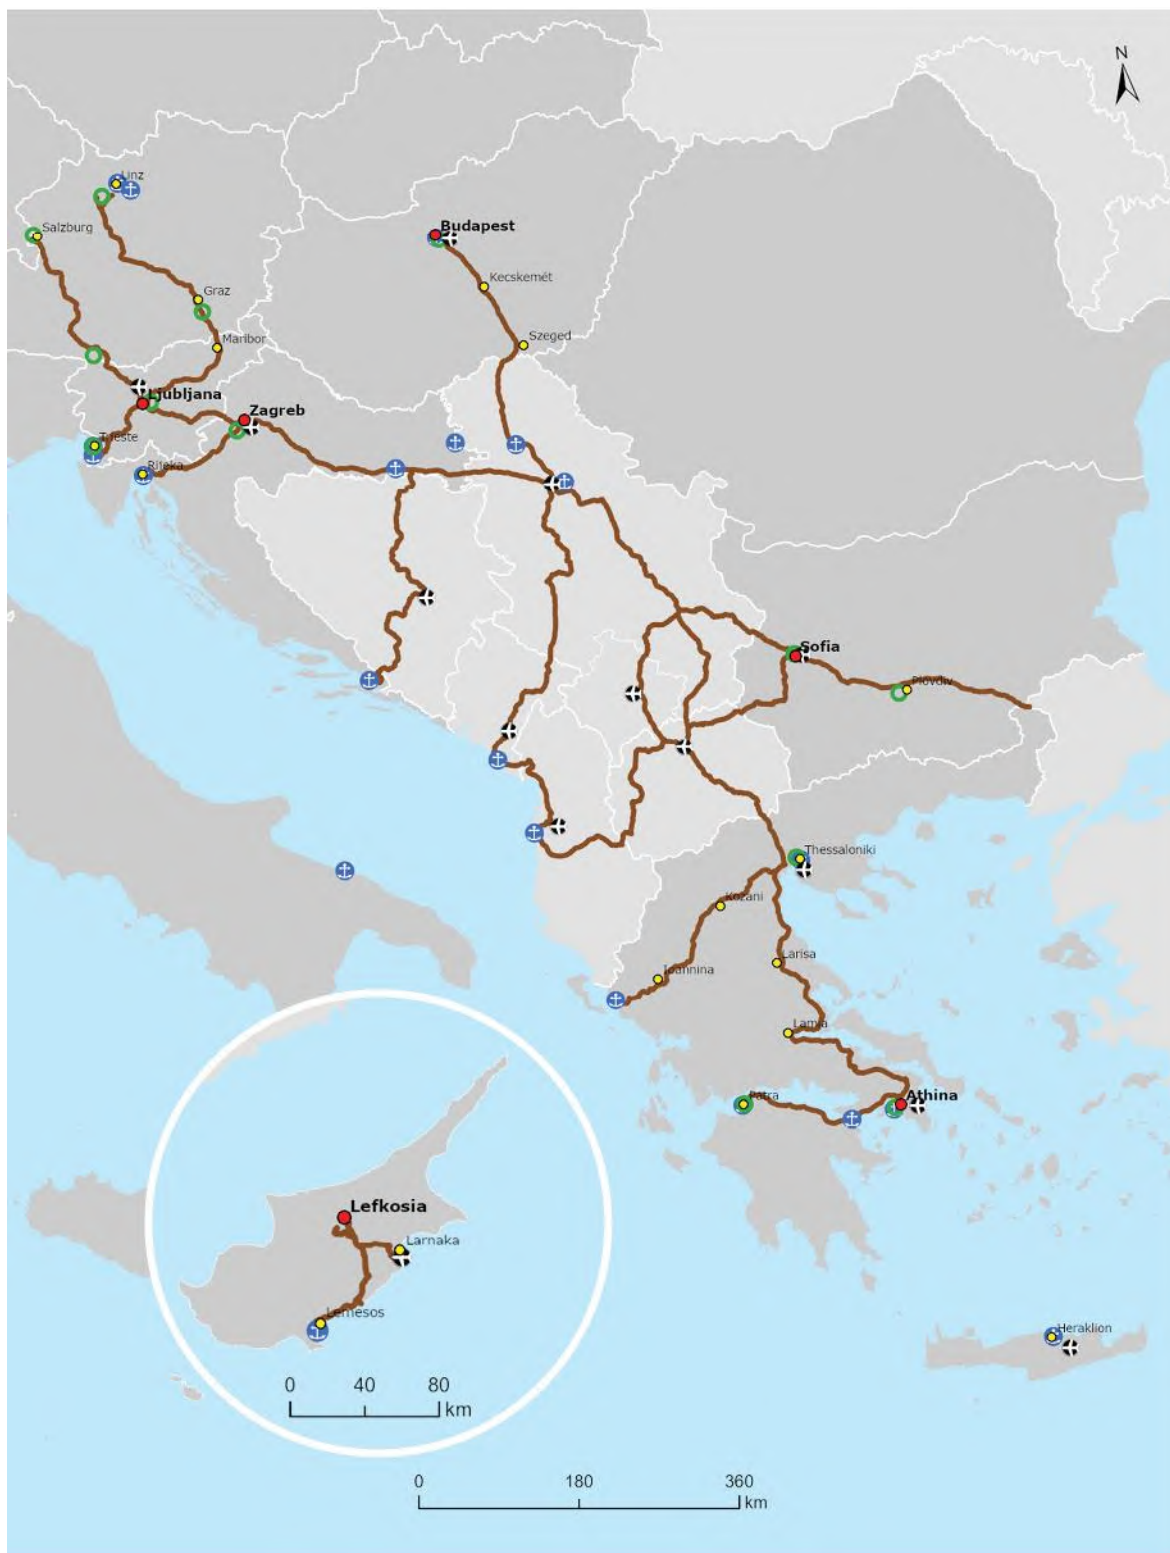 N
Linz
Salzburg
Budapest
Kecskemét
Graz
Szeged
Maribor
Ljubljana
Zagreb
Trieste
Rijeka
Sofia
Plovdiv
Thessaloniki
Kozani
Larisa
Ioannina
Lamia
Patra
Athina
Lefkosia
Larnaka
Lemesos
Heraklion
0 40 80
km
0 180 360
km